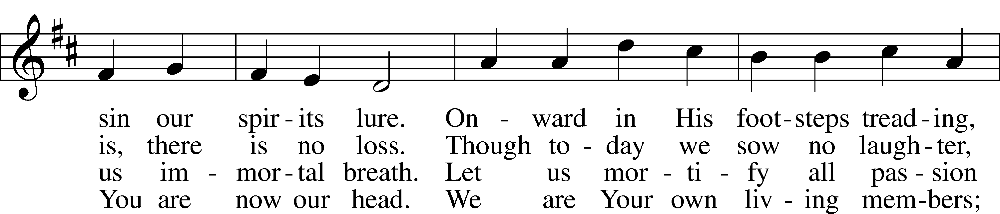 sin our spir - its lure. On - ward in His foot - steps tread - ing,
is, there is no loss. Though to - day we sow no laugh - ter,
us im - mor - tal breath. Let us mor - ti - fy all pas - sion
You are now our head. We are Your own liv - ing mem - bers;